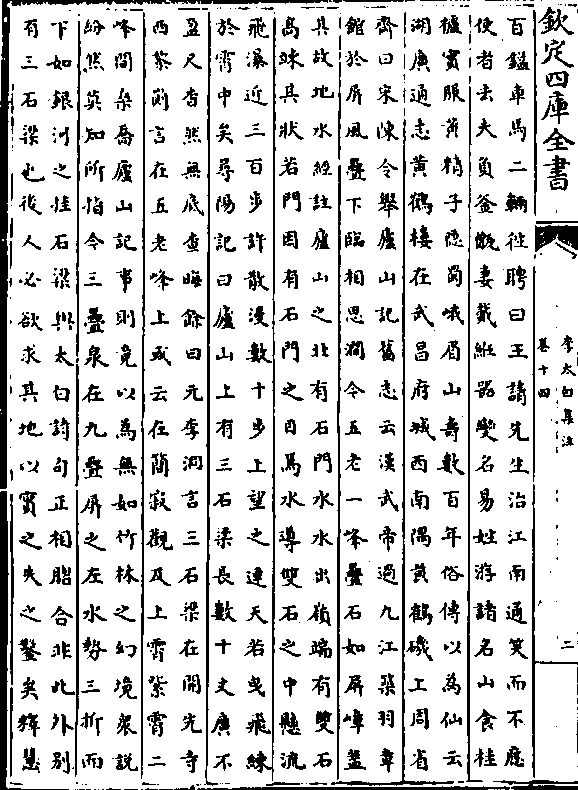 欽定四庫全書
李太白集注
卷十四
二
百鎰車馬二輛徃聘曰王請先生治江南通笑而不應
使者去夫負釜甑妻戴紝器變名易姓游諸名山食桂
櫨實服黄精子隐蜀峨眉山壽數百年俗傳以為仙云
湖廣通志黄鶴樓在武昌府城西南隅黄鶴磯上周省
齊曰宋陳令舉廬山記舊志云漢武帝過九江築羽章
館於屏風疊下臨相思澗今五老一峰疊石如屏嶂蓋
其故地水經註廬山之北有石門水水出嶺端有雙石
髙竦其狀若門因有石門之目焉水導雙石之中懸流
飛瀑近三百步許散漫數十步上望之連天若曳飛練
於霄中矣尋陽記曰廬山上有三石梁長數十丈廣不
盈尺杳然無底查晦餘曰元李洞言三石梁在開先寺
西黎㓮言在五老峰上或云在簡寂觀及上霄紫霄二
峰間桑喬廬山記事則竟以為無如竹林之幻境衆說
紛然莫知所指今三疊泉在九疊屏之左水勢三折而
下如銀河之挂石梁與太白詩句正相脗合非此外别
有三石梁也後人必欲求其地以實之失之鑿矣釋慧